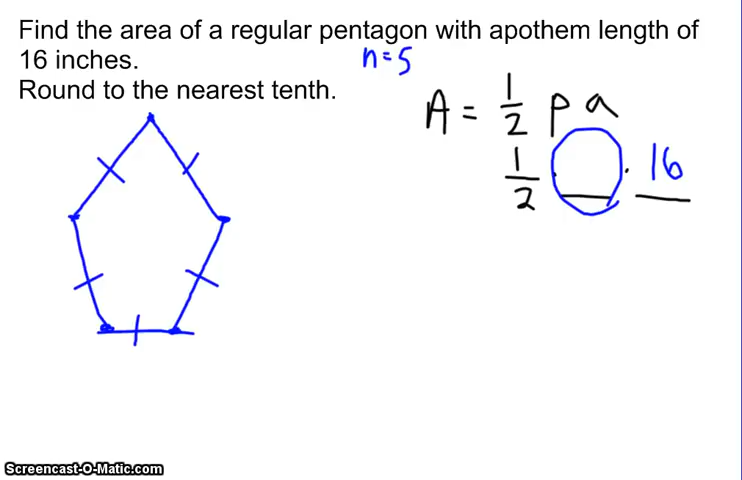 Find the area of a regular pentagon with apothem length of
16 inches.
n=5
Round to the nearest tenth.
A = 1/2 p a
1/2 · 16
Screencast-O-Matic.com